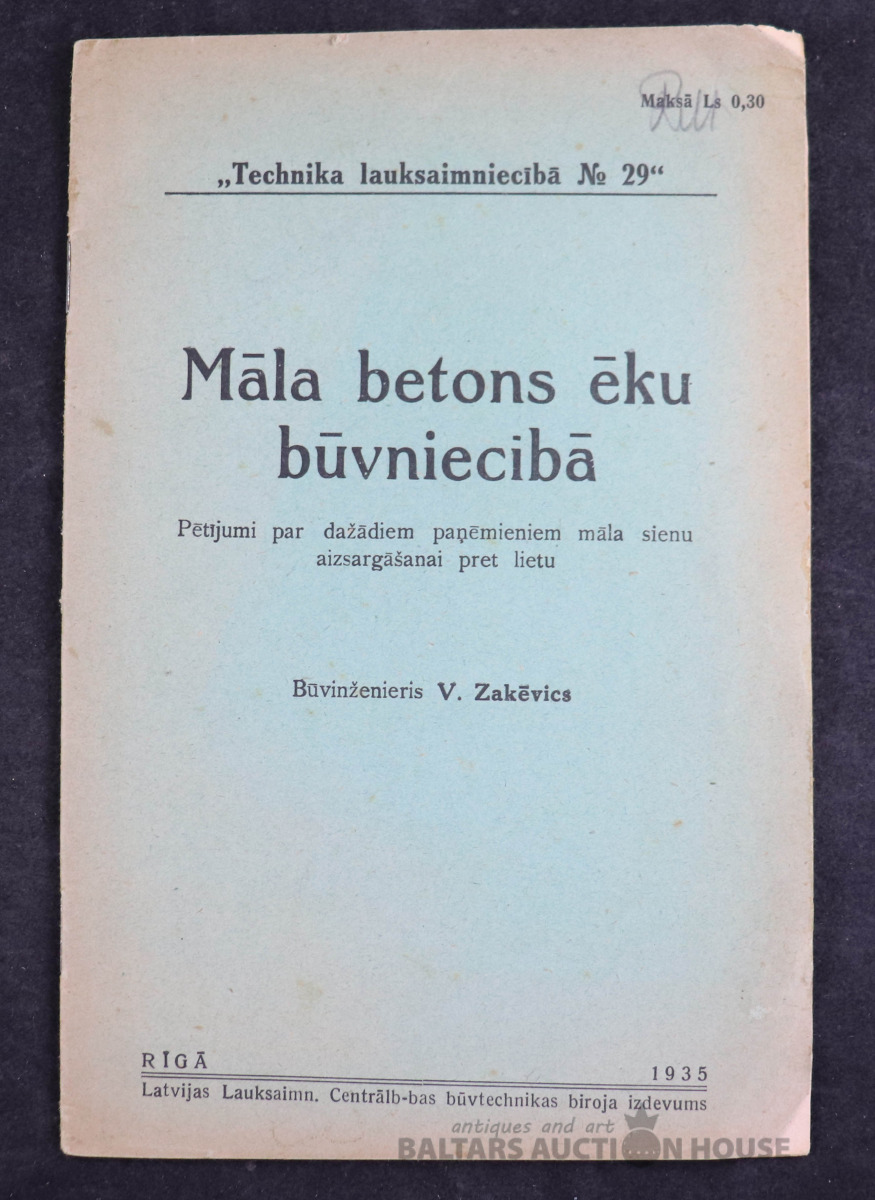 Maksā Ls 0,30
„Technika lauksaimniecībā № 29“
Māla betons ēku
būvniecībā
Pētījumi par dažādiem paņēmieniem māla sienu
aizsargāšanai pret lietu
Būvinženieris V. Zakēvics
RĪGĀ 1935
Latvijas Lauksaimn. Centrālb-bas būvtechnikas biroja izdevums
antiques and art
BALTARS AUCTION HOUSE